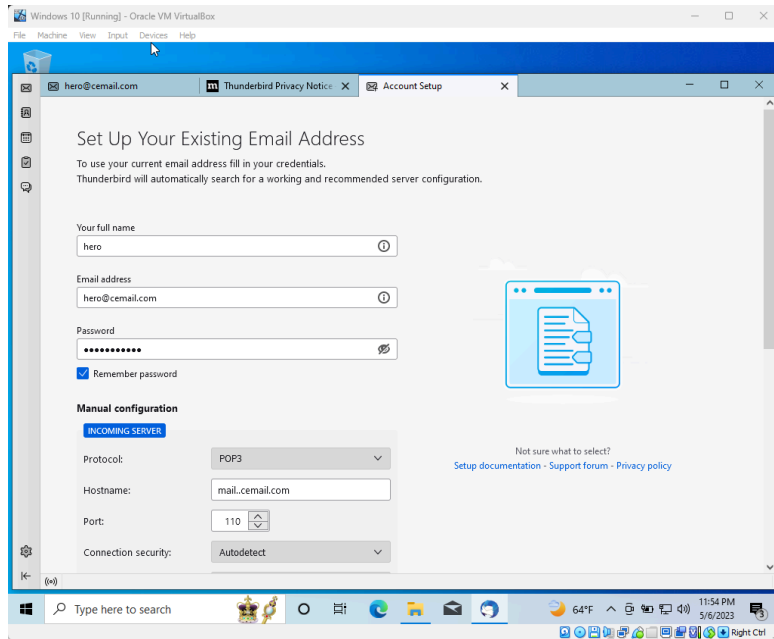 Windows 10 [Running] - Oracle VM VirtualBox
File Machine View Input Devices Help
hero@cemail.com
m Thunderbird Privacy Notice
Account Setup
Set Up Your Existing Email Address
To use your current email address fill in your credentials.
Thunderbird will automatically search for a working and recommended server configuration.
Your full name
hero
Email address
hero@cemail.com
Password
•••••••••••
Remember password
Manual configuration
INCOMING SERVER
Protocol: POP3
Hostname: mail..cemail.com
Port: 110
Connection security: Autodetect
Not sure what to select?
Setup documentation - Support forum - Privacy policy
Type here to search
64°F
11:54 PM
5/6/2023
3
Right Ctrl